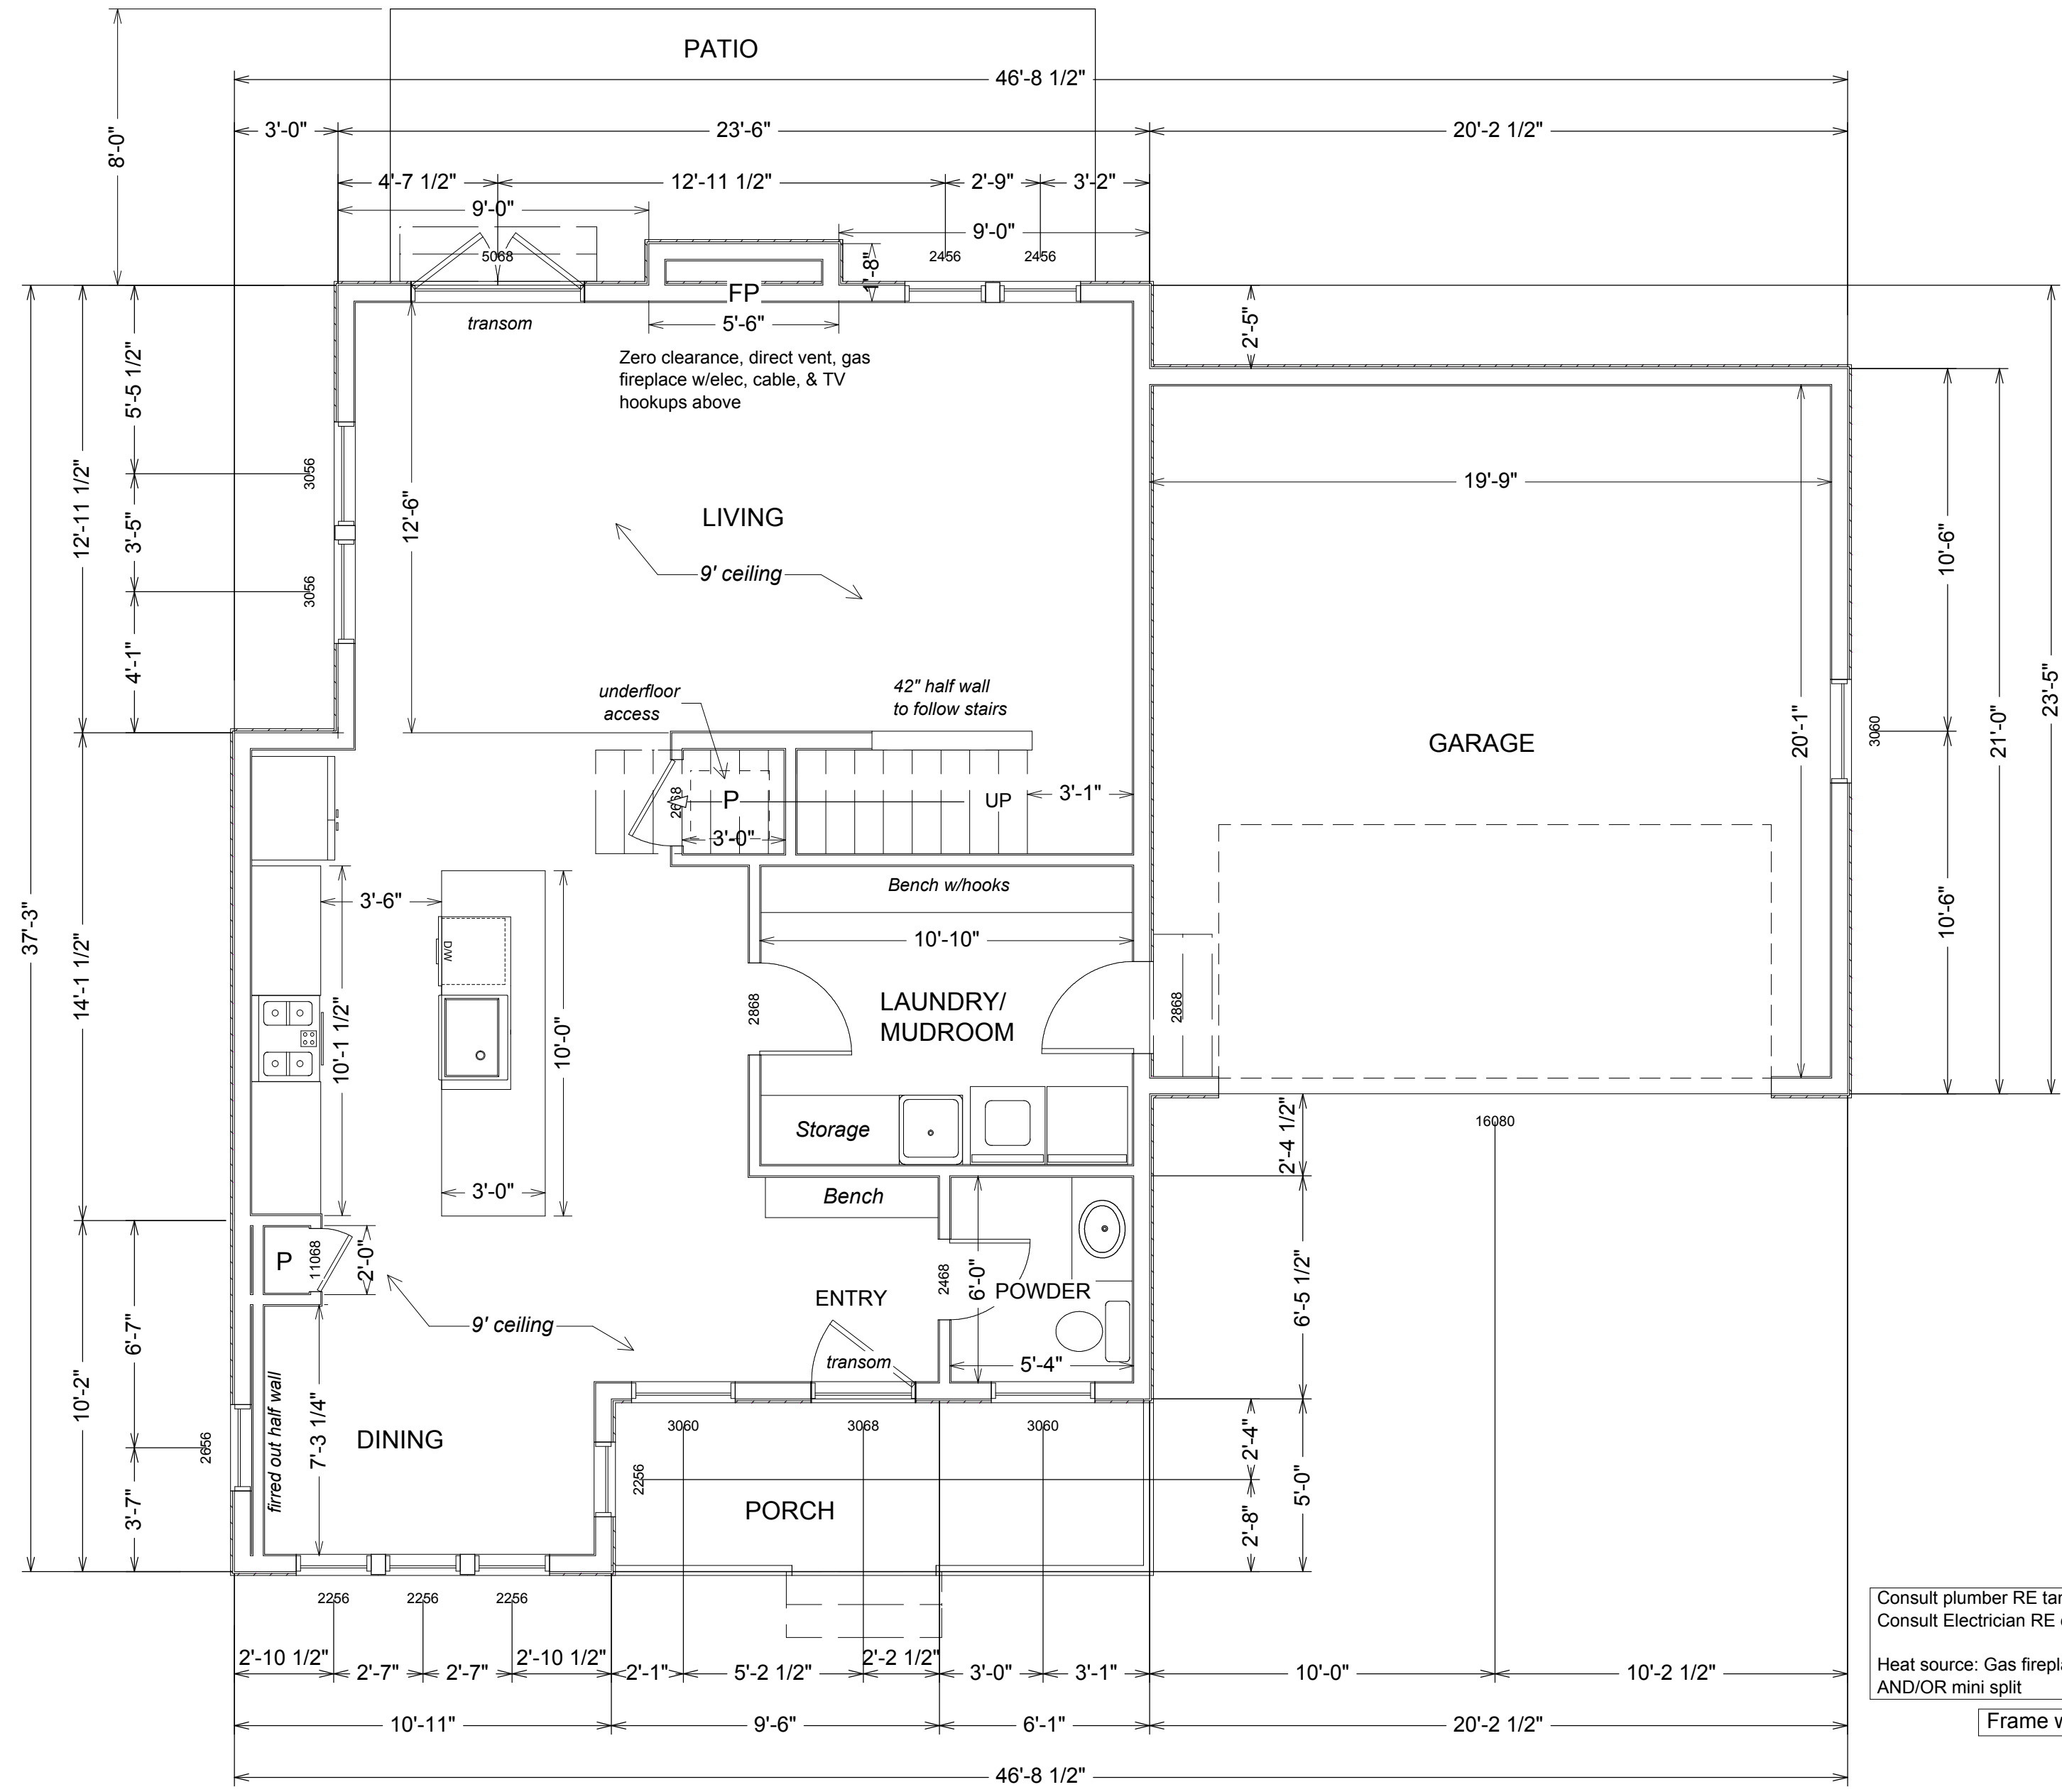 PATIO
46'-8 1/2"
8'-0"
3'-0"
23'-6"
20'-2 1/2"
4'-7 1/2"
12'-11 1/2"
2'-9"
3'-2"
9'-0"
9'-0"
5068
1'-8"
2456
2456
FP
transom
5'-6"
2'-5"
Zero clearance, direct vent, gas
fireplace w/elec, cable, & TV
hookups above
5'-5 1/2"
12'-11 1/2"
3056
3'-5"
3056
4'-1"
12'-6"
LIVING
9' ceiling
19'-9"
10'-6"
21'-0"
23'-5"
underfloor
access
42" half wall
to follow stairs
GARAGE
20'-1"
3060
2668
P
UP
3'-1"
3'-0"
37'-3"
14'-1 1/2"
3'-6"
Bench w/hooks
10'-10"
D/W
10'-1 1/2"
10'-0"
2868
LAUNDRY/
MUDROOM
2868
10'-6"
Storage
2'-4 1/2"
16080
3'-0"
Bench
P
11068
2'-0"
2468
6'-0"
POWDER
6'-5 1/2"
ENTRY
9' ceiling
transom
5'-4"
6'-7"
10'-2"
2656
3'-7"
firred out half wall
7'-3 1/4"
DINING
3060
3068
3060
2256
PORCH
2'-4"
5'-0"
2'-8"
2256
2256
2256
Consult plumber RE
Consult Electrician RE
Heat source: Gas
AND/OR mini split
Frame
2'-10 1/2"
2'-7"
2'-7"
2'-10 1/2"
2'-1"
5'-2 1/2"
2'-2 1/2"
3'-0"
3'-1"
10'-0"
10'-2 1/2"
10'-11"
9'-6"
6'-1"
20'-2 1/2"
46'-8 1/2"